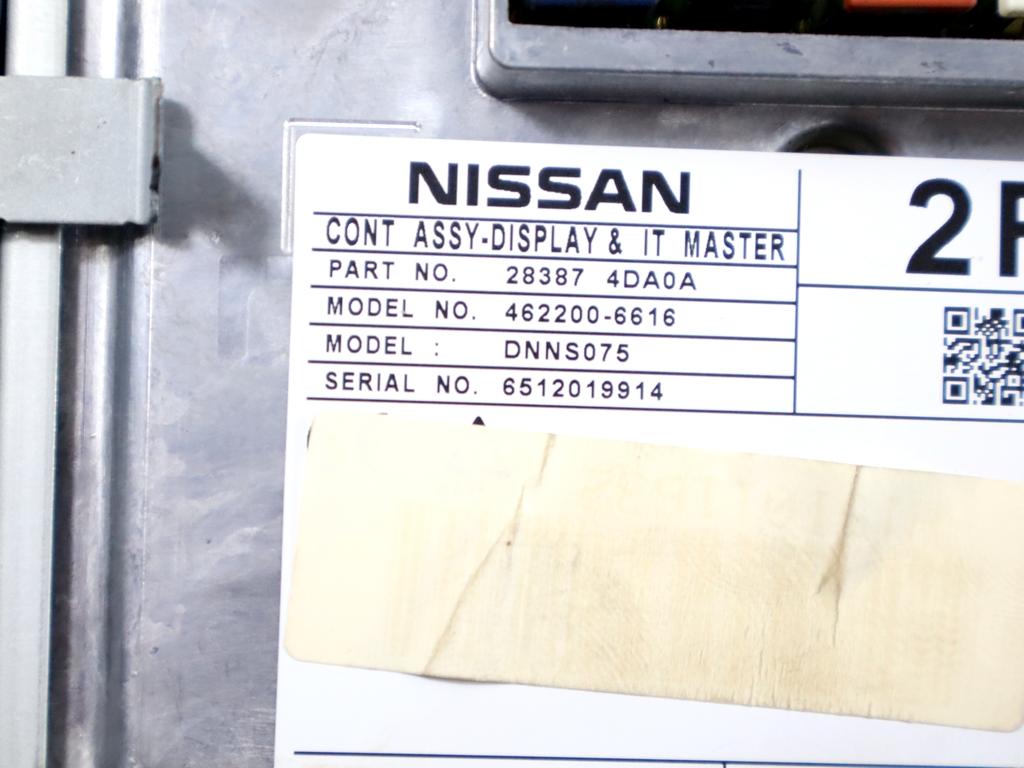 NISSAN
CONT ASSY-DISPLAY & IT MASTER
PART NO. 28387 4DA0A
MODEL NO. 462200-6616
MODEL : DNNS075
SERIAL NO. 6512019914